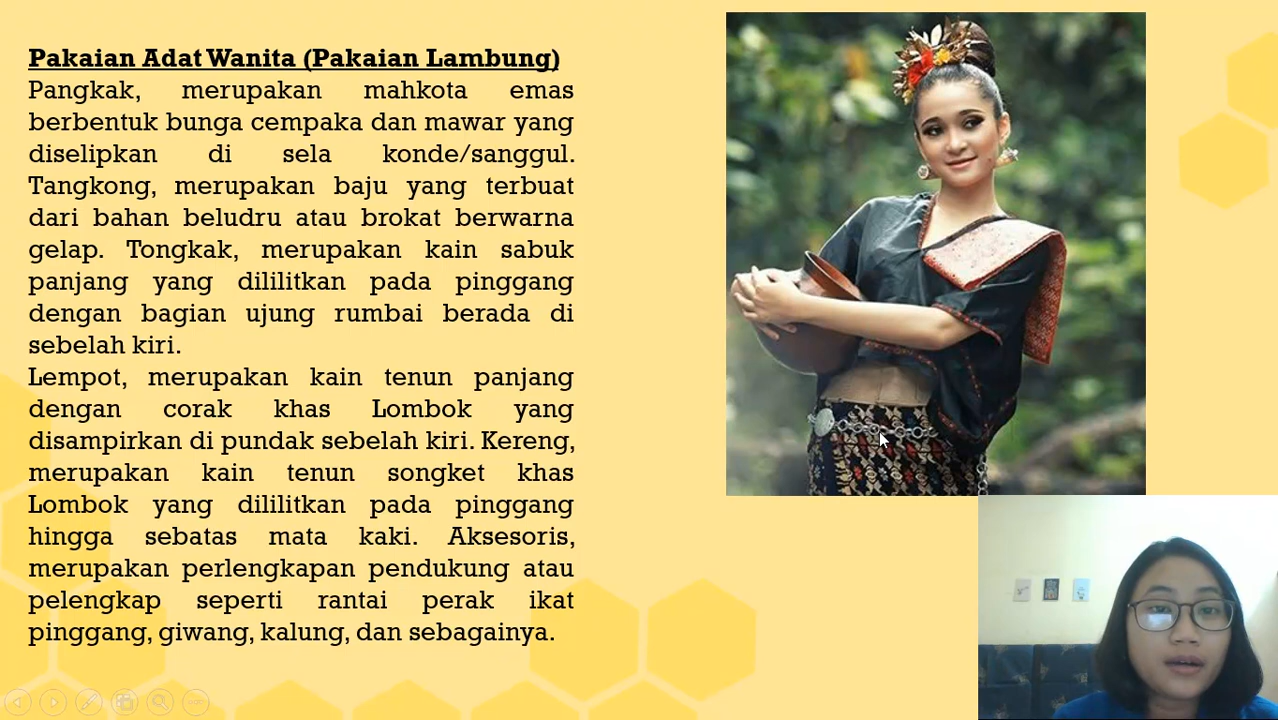 Pakaian Adat Wanita (Pakaian Lambung)
Pangkak, merupakan mahkota emas
berbentuk bunga cempaka dan mawar yang
diselipkan di sela konde/sanggul.
Tangkong, merupakan baju yang terbuat
dari bahan beludru atau brokat berwarna
gelap. Tongkak, merupakan kain sabuk
panjang yang dililitkan pada pinggang
dengan bagian ujung rumbai berada di
sebelah kiri.
Lempot, merupakan kain tenun panjang
dengan corak khas Lombok yang
disampirkan di pundak sebelah kiri. Kereng,
merupakan kain tenun songket khas
Lombok yang dililitkan pada pinggang
hingga sebatas mata kaki. Aksesoris,
merupakan perlengkapan pendukung atau
pelengkap seperti rantai perak ikat
pinggang, giwang, kalung, dan sebagainya.